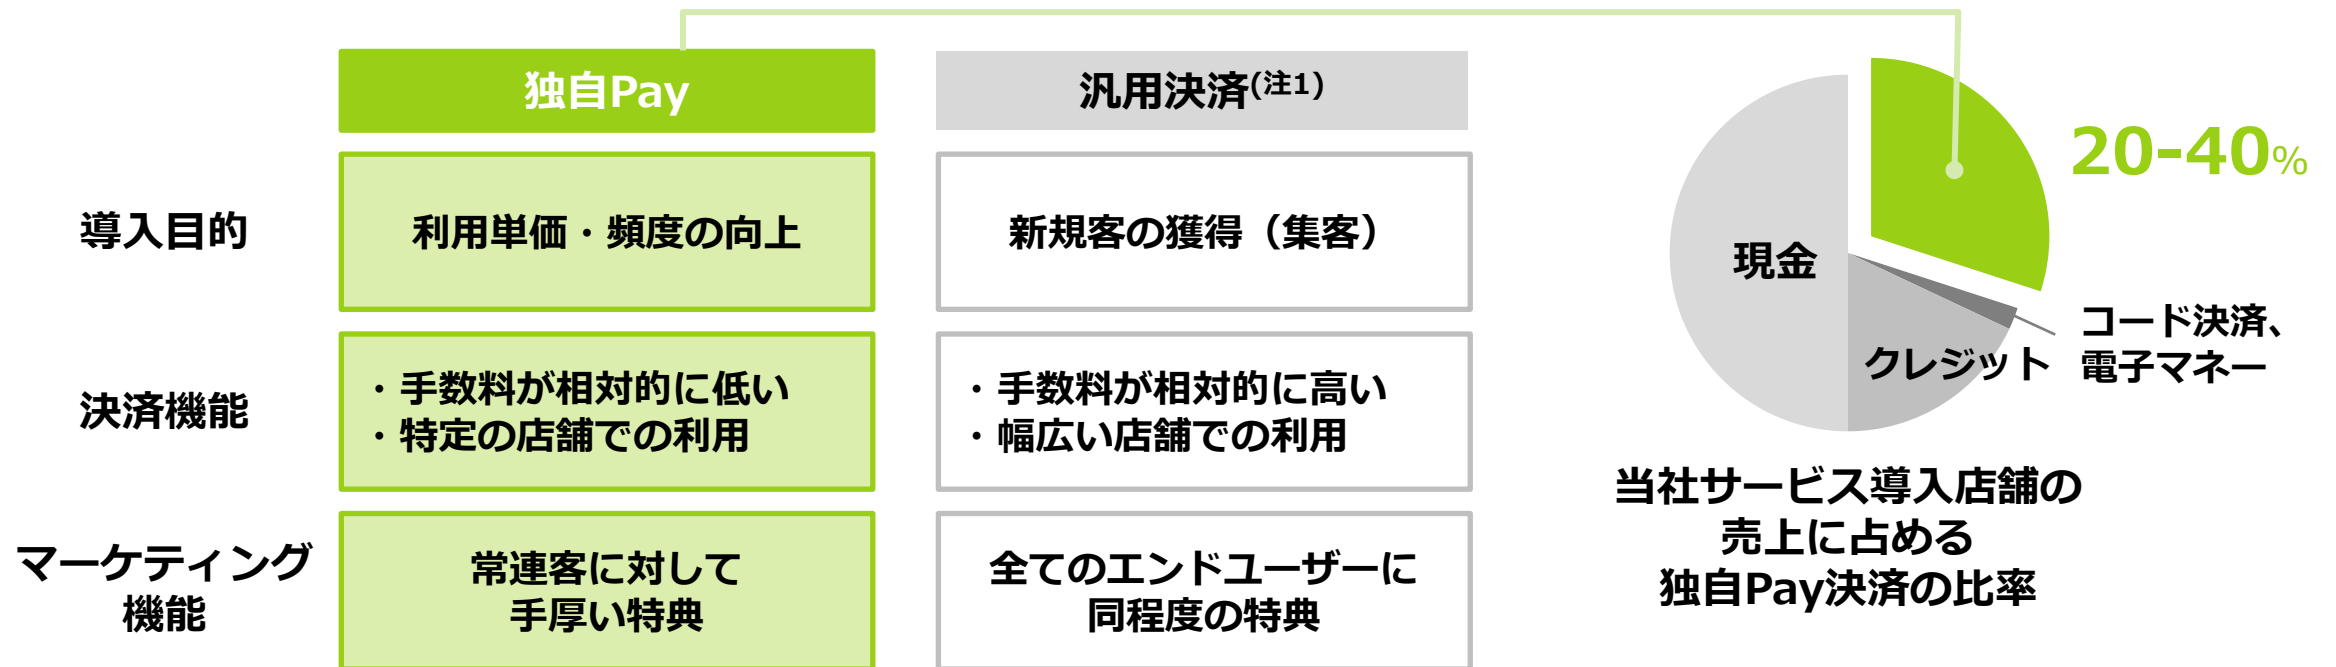 独自Pay
汎用決済(注1)
導入目的
利用単価・頻度の向上
新規客の獲得（集客）
決済機能
・手数料が相対的に低い
・特定の店舗での利用
・手数料が相対的に高い
・幅広い店舗での利用
マーケティング
機能
常連客に対して
手厚い特典
全てのエンドユーザーに
同程度の特典
20-40%
現金
クレジット
コード決済、
電子マネー
当社サービス導入店舗の
売上に占める
独自Pay決済の比率